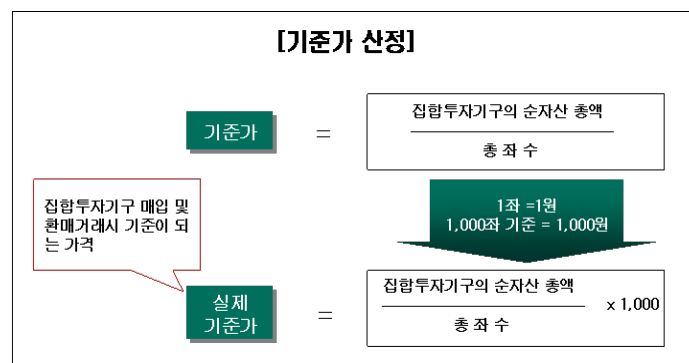 [기준가 산정]
기준가
=
집합투자기구의 순자산 총액
총 좌 수
1좌 =1원
1,000좌 기준 = 1,000원
집합투자기구 매입 및
환매거래시 기준이 되
는 가격
실제
기준가
=
집합투자기구의 순자산 총액
총 좌 수
x 1,000